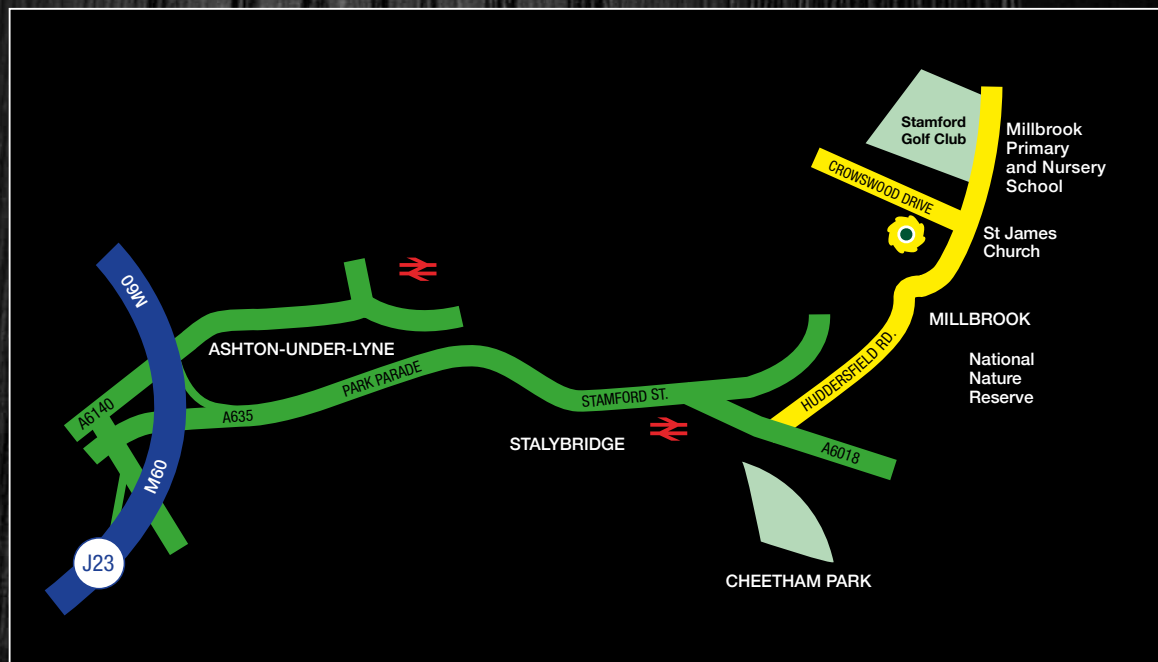 Stamford
Golf Club
Millbrook
Primary
and Nursery
School
CROWSWOOD DRIVE
St James
Church
M60
MILLBROOK
ASHTON-UNDER-LYNE
HUDDERSFIELD RD.
National
Nature
Reserve
PARK PARADE
STAMFORD ST.
A6140
A635
STALYBRIDGE
A6018
M60
J23
CHEETHAM PARK